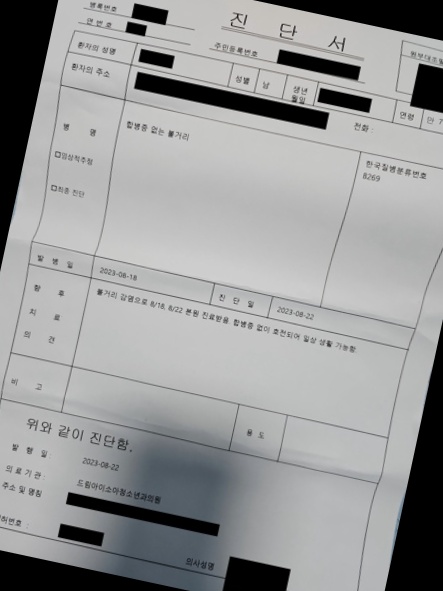 진 단 서
병록번호
연 번 호
주민등록번호
환자의 성명
성별 남 생년월일 연령 만 7
환자의 주소
전화 :
병 명
합병증 없는 볼거리
한국질병분류번호
B269
□임상적추정
□최종 진단
발 병 일 2023-08-18 진 단 일 2023-08-22
향 후 치 료 의 견
볼거리 감염으로 8/18, 8/22 본원 진료받음. 합병증 없이 호전되어 일상 생활 가능함.
비 고
용 도
위와 같이 진단함.
발 행 일 2023-08-22
의료기관 : 드림아이소아청소년과의원
주소 및 명칭
허번호 :
의사성명